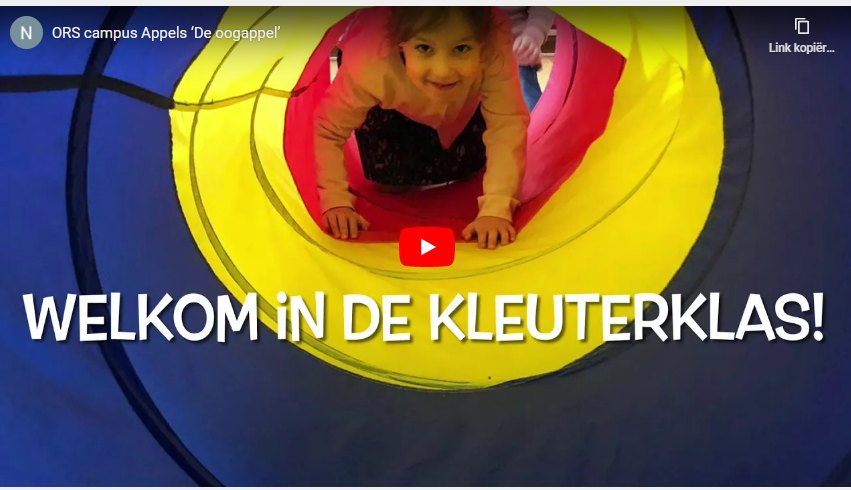 N
ORS campus Appels ‘De oogappel’
Link kopiër...
WELKOM iN DE KLEUTERKLAS!